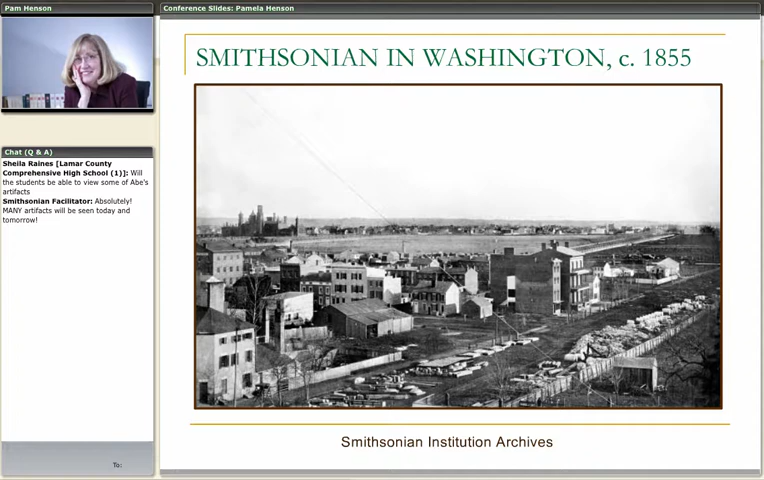 Pam Henson
Conference Slides: Pamela Henson
SMITHSONIAN IN WASHINGTON, c. 1855
Chat (Q & A)
Sheila Raines [Lamar County
Comprehensive High School (1)]: Will
the students be able to view some of Abe's
artifacts
Smithsonian Facilitator: Absolutely!
MANY artifacts will be seen today and
tomorrow!
To:
Smithsonian Institution Archives